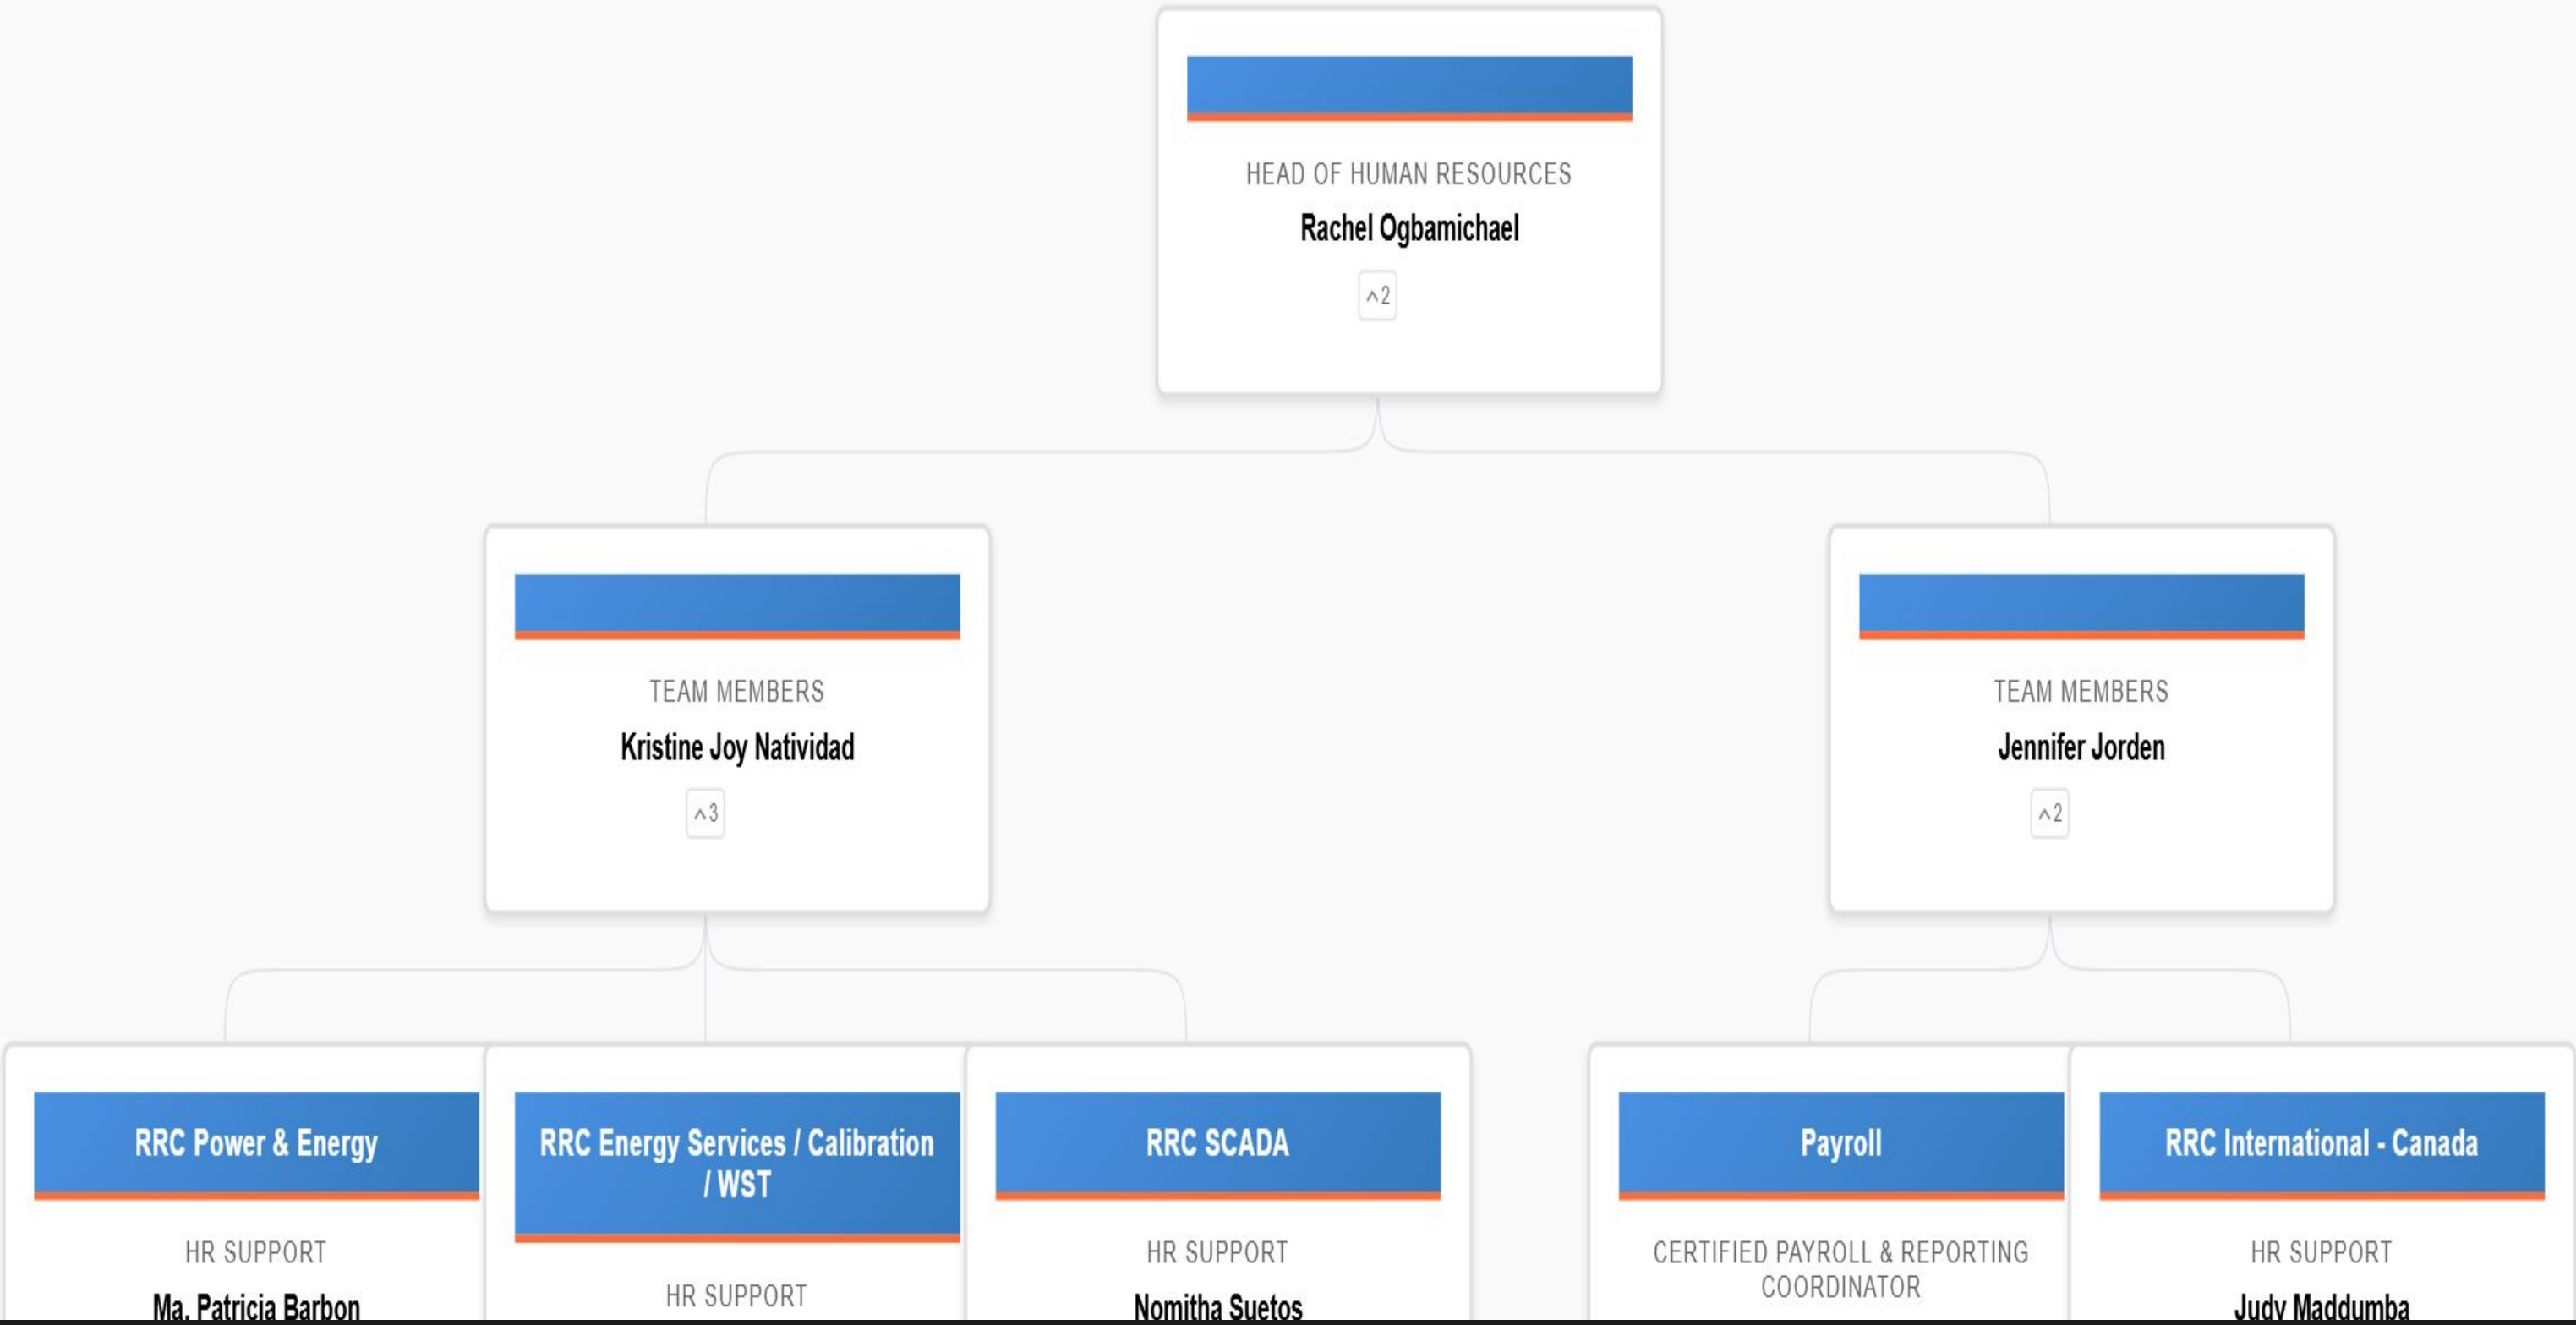 HEAD OF HUMAN RESOURCES
Rachel Ogbamichael
^2
TEAM MEMBERS
Kristine Joy Natividad
^3
TEAM MEMBERS
Jennifer Jorden
^2
RRC Power & Energy
HR SUPPORT
Ma. Patricia Barbon
RRC Energy Services / Calibration
/ WST
HR SUPPORT
RRC SCADA
HR SUPPORT
Nomitha Suetos
Payroll
CERTIFIED PAYROLL & REPORTING
COORDINATOR
RRC International - Canada
HR SUPPORT
Judy Maddumba